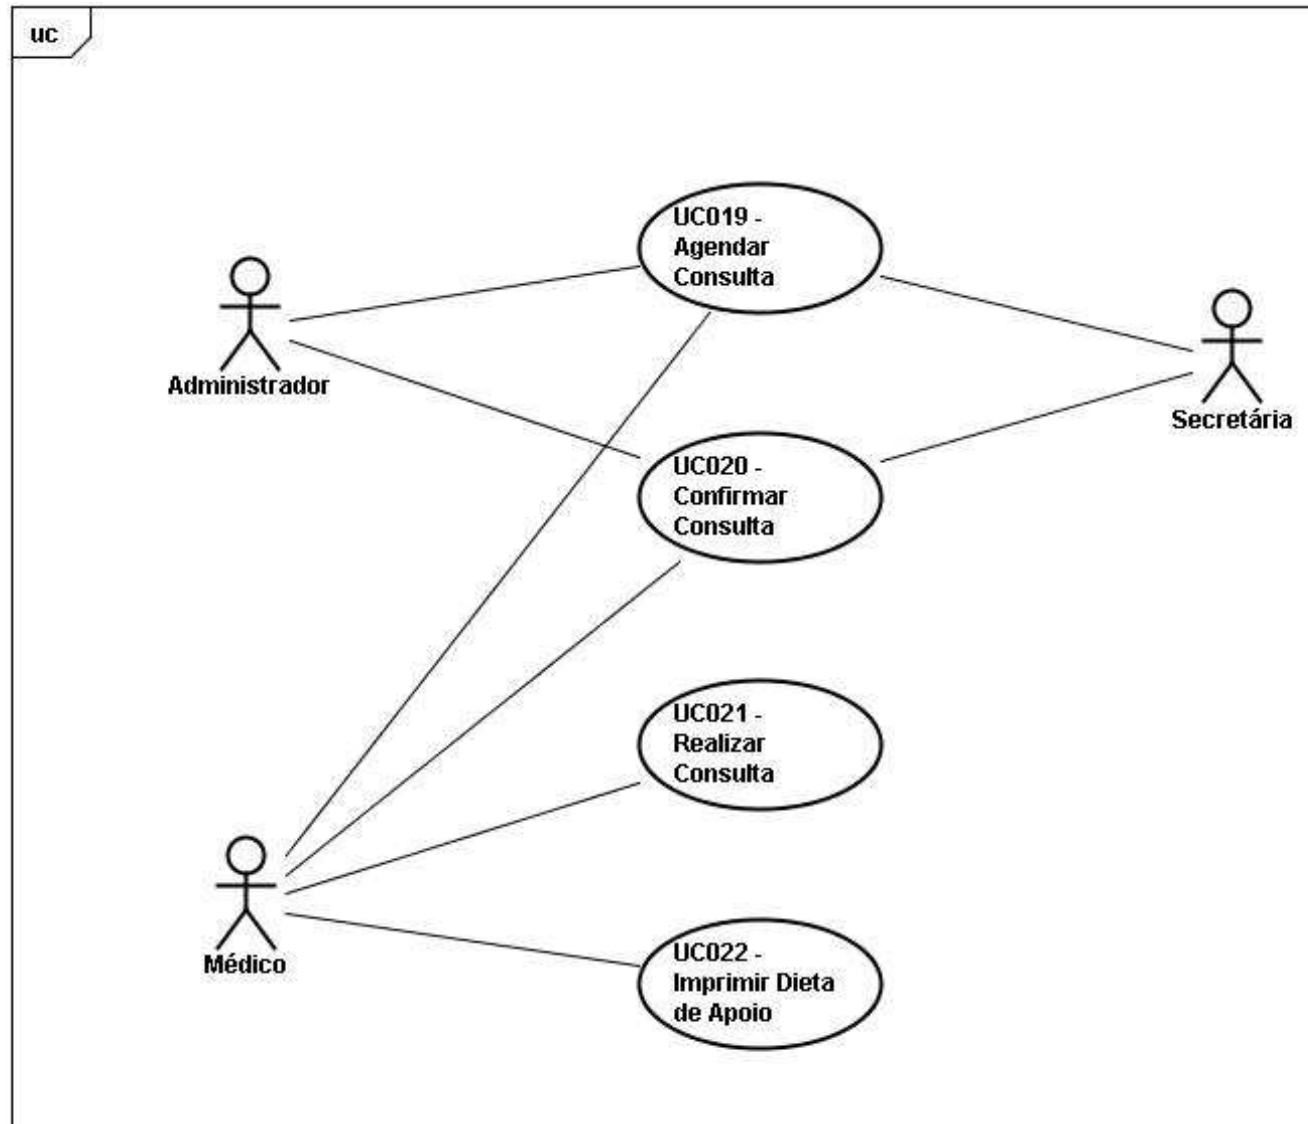 uc
UC019 -
Agendar
Consulta
Administrador
Secretária
UC020 -
Confirmar
Consulta
UC021 -
Realizar
Consulta
Médico
UC022 -
Imprimir Dieta
de Apoio